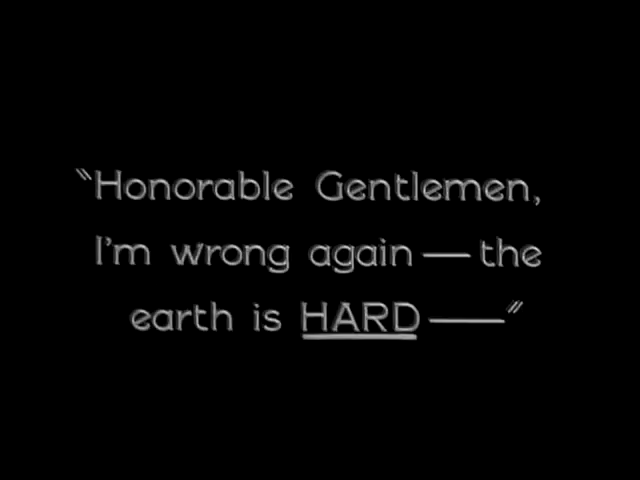 "Honorable Gentlemen,
I'm wrong again — the
earth is HARD ——"